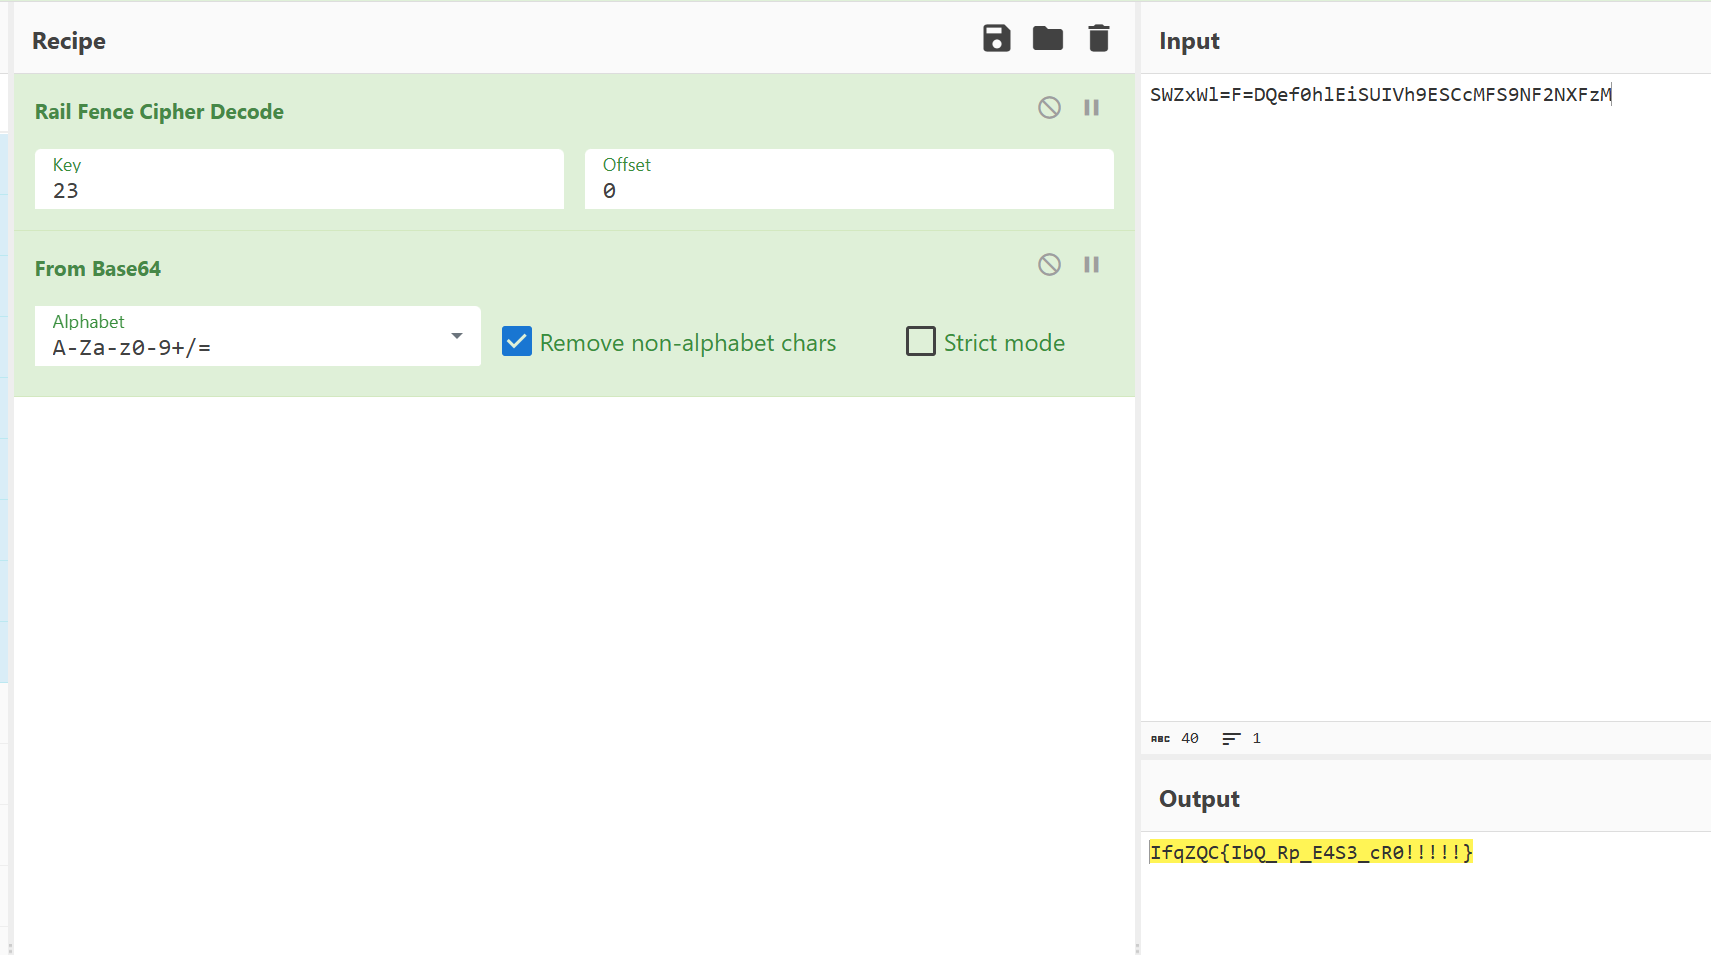 Recipe
Rail Fence Cipher Decode
Key
23
Offset
0
From Base64
Alphabet
A-Za-z0-9+/=
Remove non-alphabet chars
Strict mode
Input
SWZxWl=F=DQef0hlEiSUIVh9ESCcMFS9NF2NXFzM
ABC 40 1
Output
IfqZQC{IbQ_Rp_E4S3_cR0!!!!!}